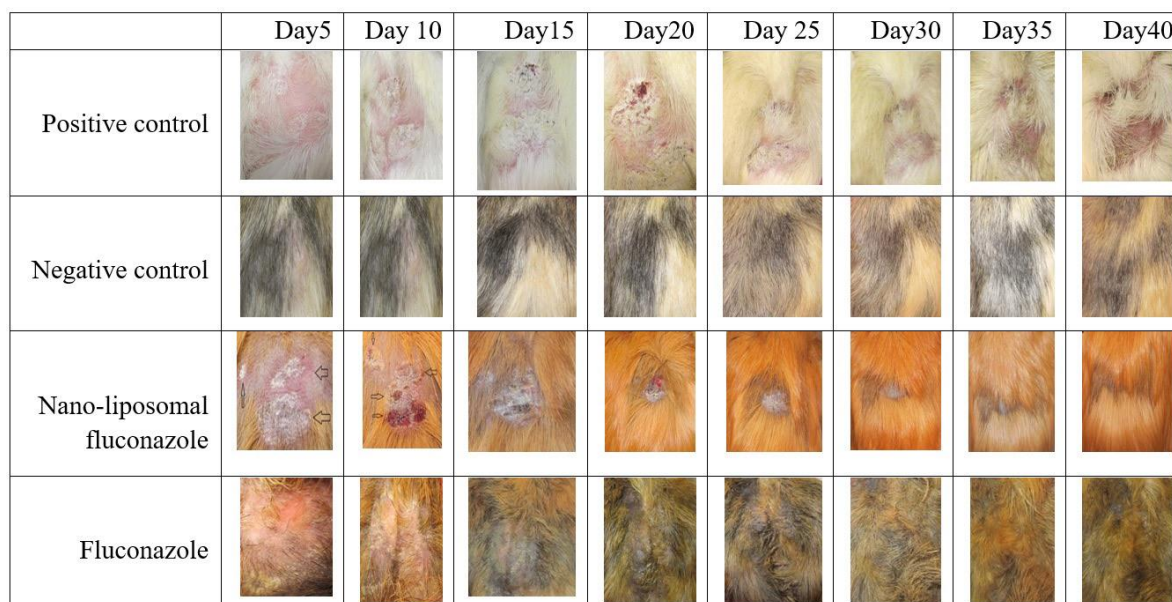 Day5 Day 10 Day15 Day20 Day 25 Day30 Day35 Day40
Positive control
Negative control
Nano-liposomal
fluconazole
Fluconazole